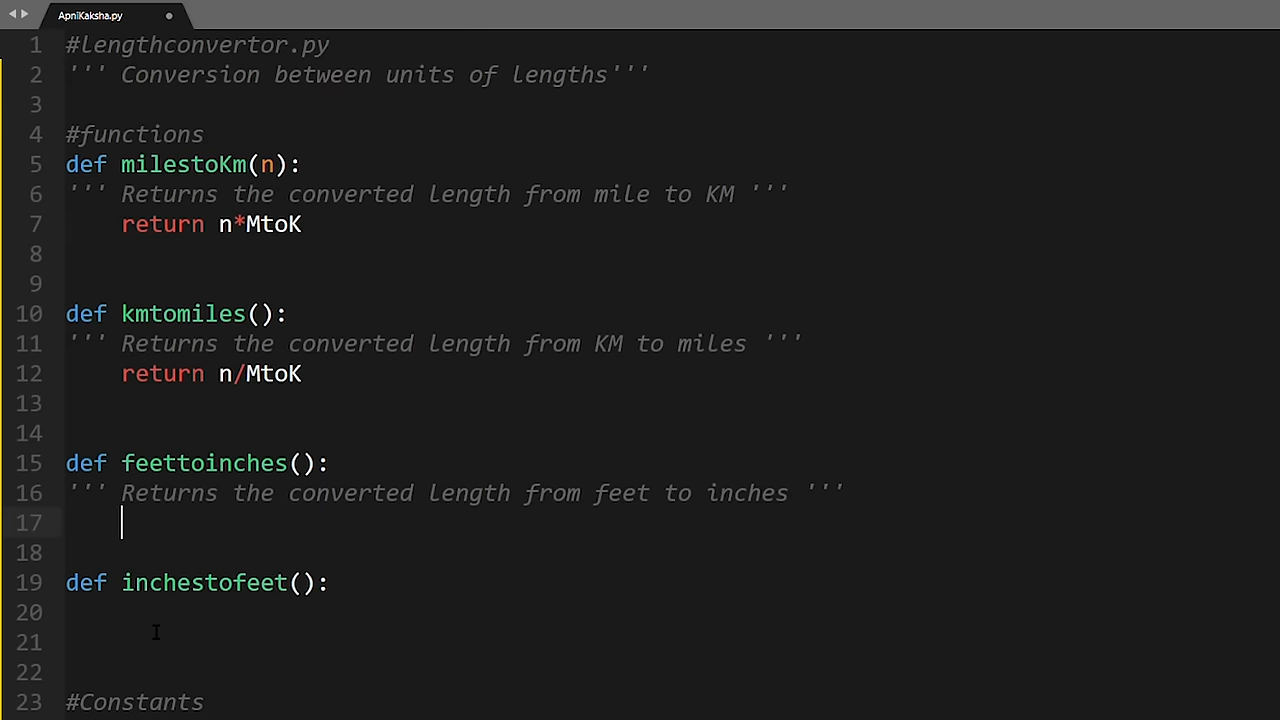 ApniKaksha.py
1 #lengthconvertor.py
2 ''' Conversion between units of lengths'''
3
4 #functions
5 def milestoKm(n):
6 ''' Returns the converted length from mile to KM '''
7 return n*MtoK
8
9
10 def kmtomiles():
11 ''' Returns the converted length from KM to miles '''
12 return n/MtoK
13
14
15 def feettoinches():
16 ''' Returns the converted length from feet to inches '''
17
18
19 def inchestofeet():
20
21
22
23 #Constants